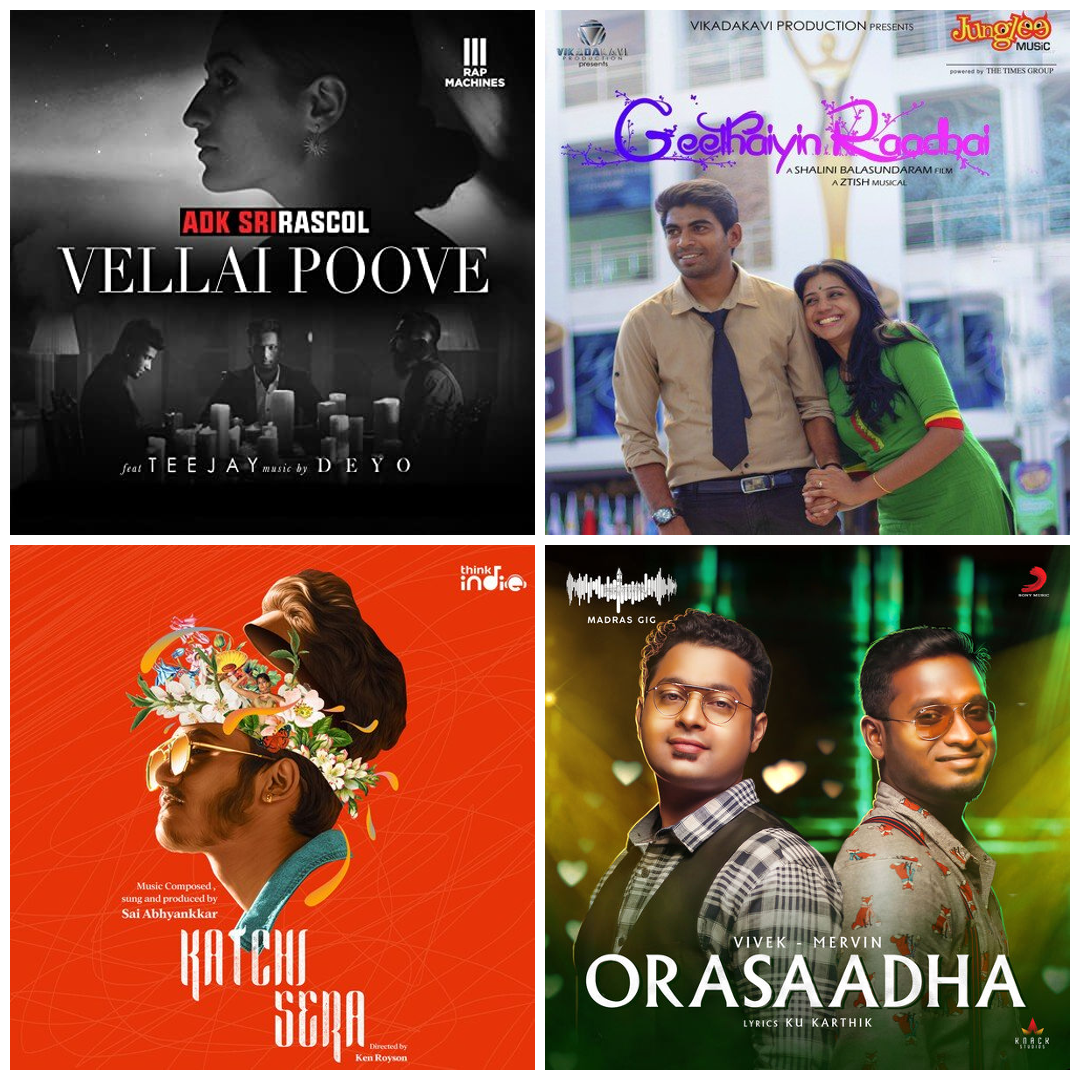 RAP
MACHINES
ADK SRIRASCOL
VELLAI POOVE
feat TEEJAY music by DEYO
VIKADAKAVI PRODUCTION PRESENTS
VIKADAKAVI
PRODUCTION
presents
Junglee
MUSIC
powered by THE TIMES GROUP
Geethaiyin Raadhai
A SHALINI BALASUNDARAM FILM
A ZTISH MUSICAL
think
indie
Music Composed ,
sung and produced by
Sai Abhyankkar
KATCHI
SERA
Directed by
Ken Royson
MADRAS GIG
SONY MUSIC
VIVEK - MERVIN
ORASAADHA
LYRICS KU KARTHIK
KNACK
STUDIOS